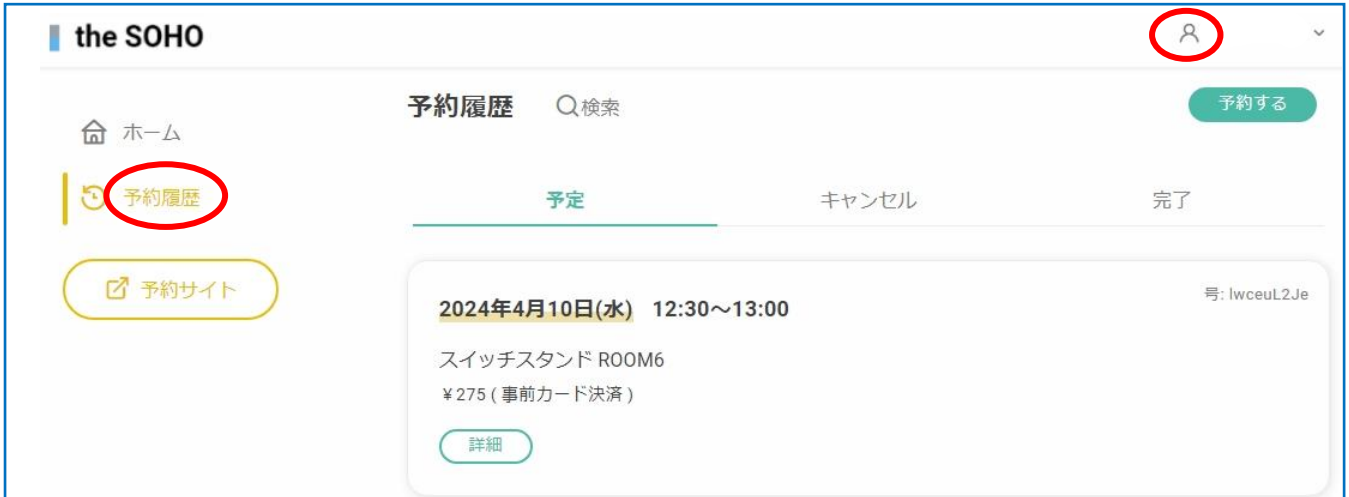 the SOHO
予約履歴 検索
予約する
ホーム
予約履歴
予約サイト
予定 キャンセル 完了
2024年4月10日(水) 12:30～13:00
号: lwceuL2Je
スイッチスタンド ROOM6
¥275 ( 事前カード決済 )
詳細